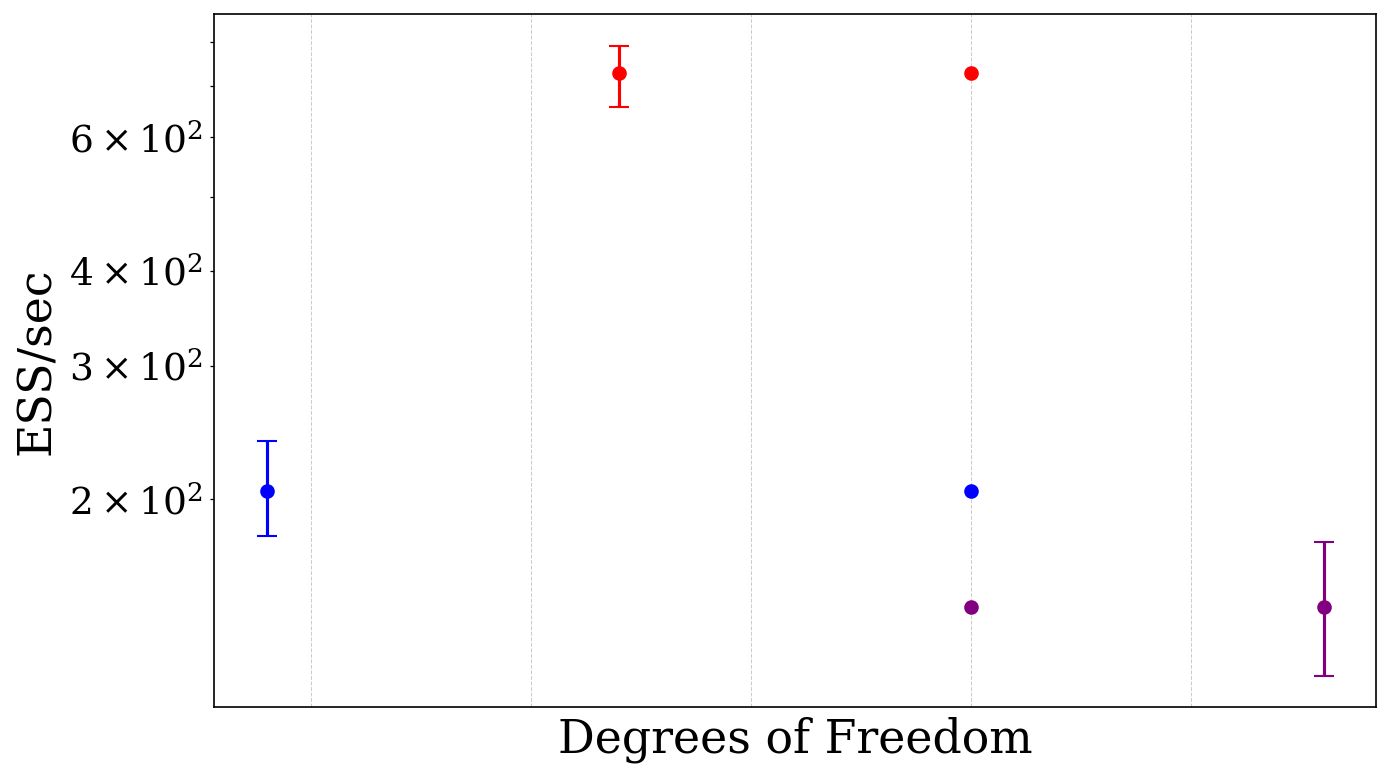 6 × 10²
4 × 10²
3 × 10²
2 × 10²
ESS/sec
Degrees of Freedom